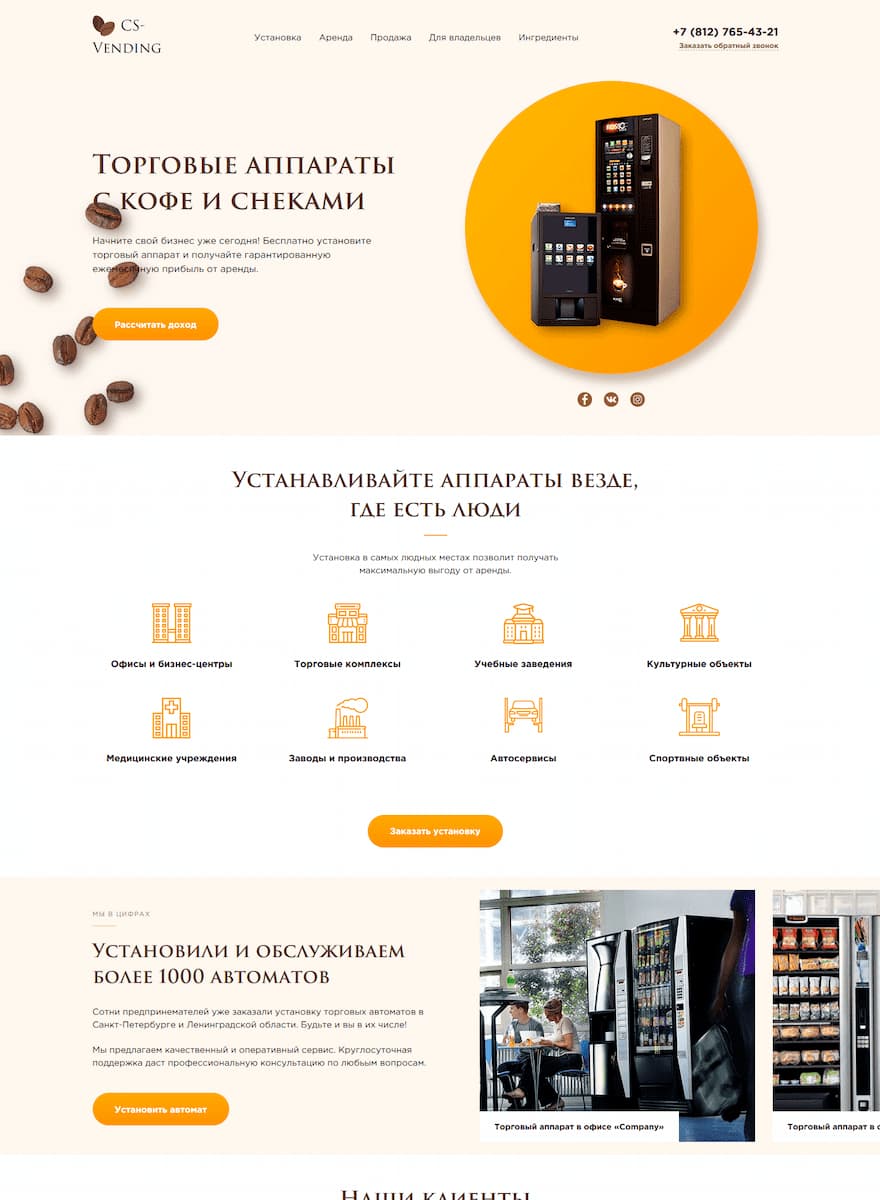 CS-
Vending
Установка
Аренда
Продажа
Для владельцев
Ингредиенты
+7 (812) 765-43-21
Заказать обратный звонок
Торговые аппараты
с кофе и снеками
Начните свой бизнес уже сегодня! Бесплатно установите
торговый аппарат и получайте гарантированную
ежемесячную прибыль от аренды.
Рассчитать доход
Устанавливайте аппараты везде,
где есть люди
Установка в самых людных местах позволит получать
максимальную выгоду от аренды.
Офисы и бизнес-центры
Торговые комплексы
Учебные заведения
Культурные объекты
Медицинские учреждения
Заводы и производства
Автосервисы
Спортвные объекты
Заказать установку
МЫ В ЦИФРАХ
Установили и обслуживаем
более 1000 автоматов
Сотни предпринемателей уже заказали установку торговых автоматов в
Санкт-Петербурге и Ленинградской области. Будьте и вы в их числе!
Мы предлагаем качественный и оперативный сервис. Круглосуточная
поддержка даст профессиональную консультацию по любым вопросам.
Установить автомат
Торговый аппарат в офисе «Company»
Торговый аппарат в
Наши клиенты